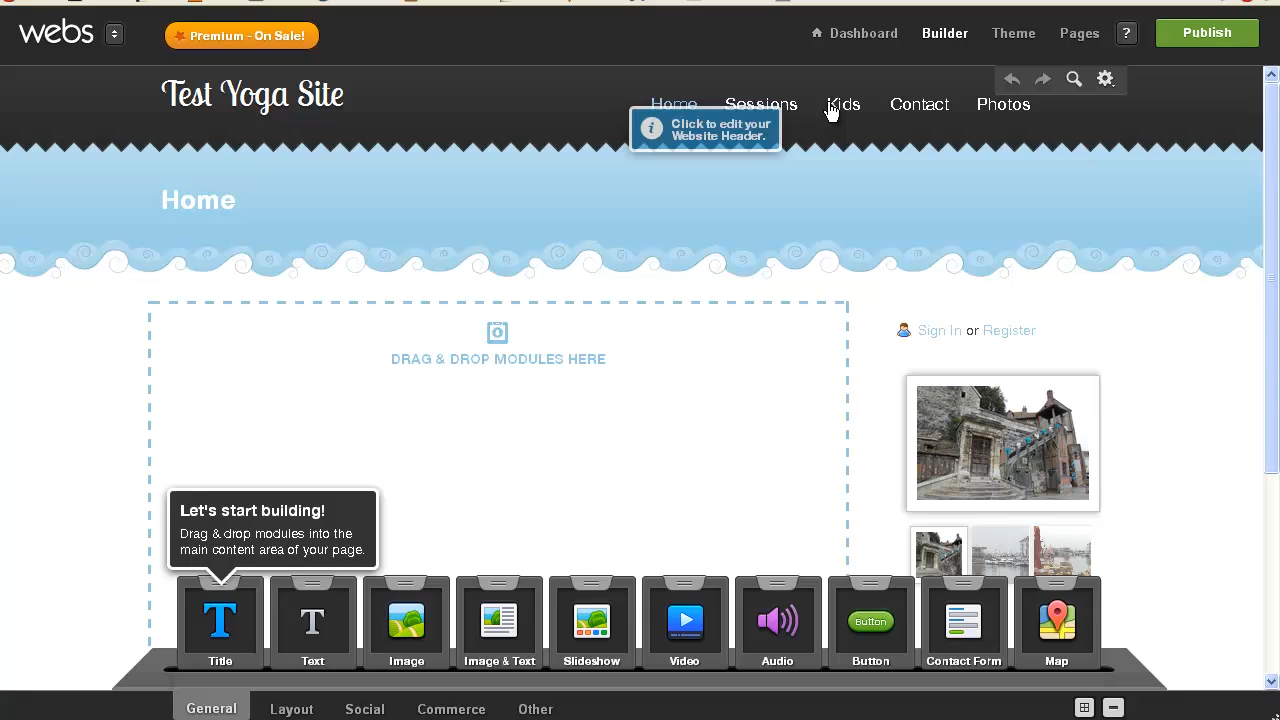 webs
Premium - On Sale!
Dashboard
Builder
Theme
Pages
?
Publish
Test Yoga Site
Home
Sessions
Kids
Contact
Photos
i
Click to edit your
Website Header.
Home
DRAG & DROP MODULES HERE
Sign In or Register
Let's start building!
Drag & drop modules into the
main content area of your page.
T
T
Button
Title
Text
Image
Image & Text
Slideshow
Video
Audio
Button
Contact Form
Map
General
Layout
Social
Commerce
Other